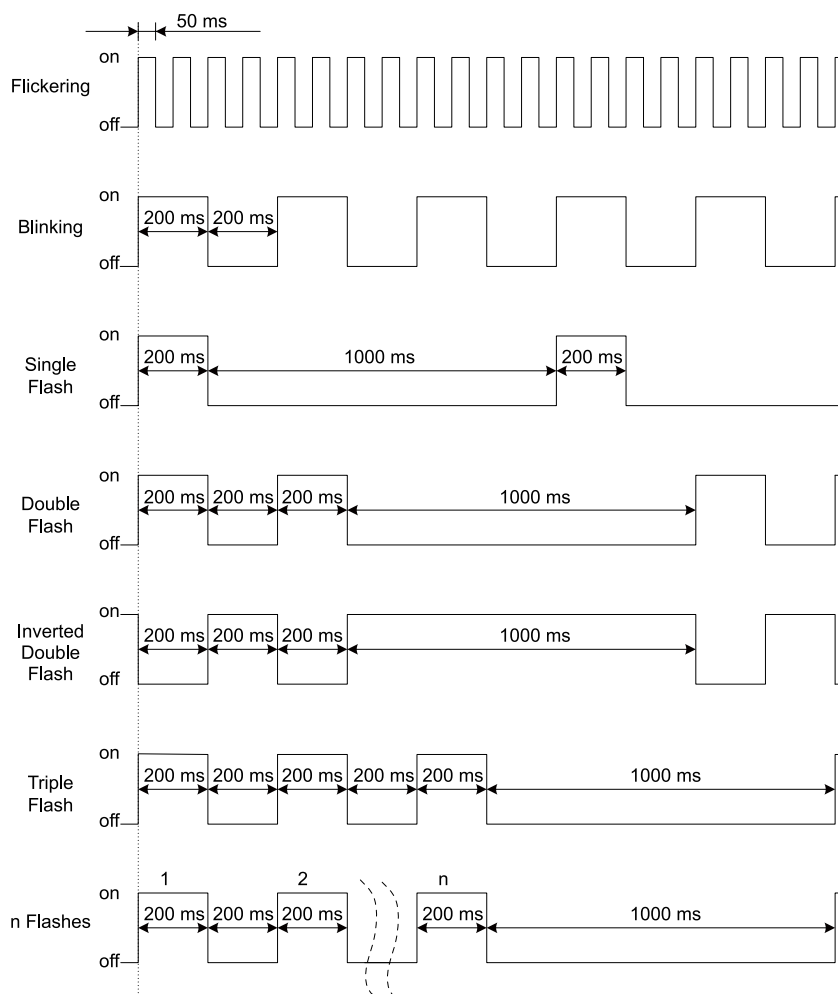 50 ms
on
Flickering
off
on
Blinking
200 ms 200 ms
off
on
Single
Flash
200 ms 1000 ms 200 ms
off
on
Double
Flash
200 ms 200 ms 200 ms 1000 ms
off
on
Inverted
Double
Flash
200 ms 200 ms 200 ms 1000 ms
off
on
Triple
Flash
200 ms 200 ms 200 ms 200 ms 200 ms 1000 ms
off
1 2 n
on
n Flashes
200 ms 200 ms 200 ms 200 ms 1000 ms
off